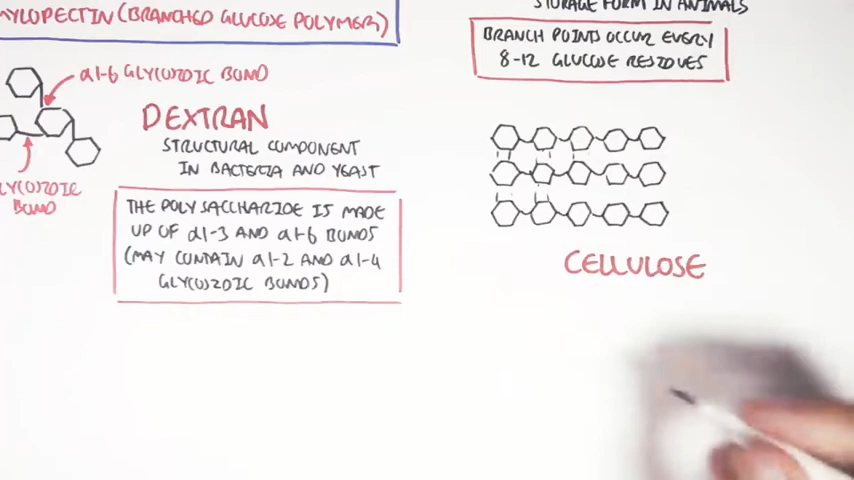 MYLOPECTIN (BRANCHED GLUCOSE POLYMER)
α1-6 GLYCOSIDIC BOND
DEXTRAN
STRUCTURAL COMPONENT
IN BACTERIA AND YEAST
LYCOSIDIC
BOND
THE POLYSACCHARIDE IS MADE
UP OF α1-3 AND α1-6 BONDS
(MAY CONTAIN α1-2 AND α1-4
GLYCOSIDIC BONDS)
STORAGE FORM IN ANIMALS
BRANCH POINTS OCCUR EVERY
8-12 GLUCOSE RESIDUES
CELLULOSE